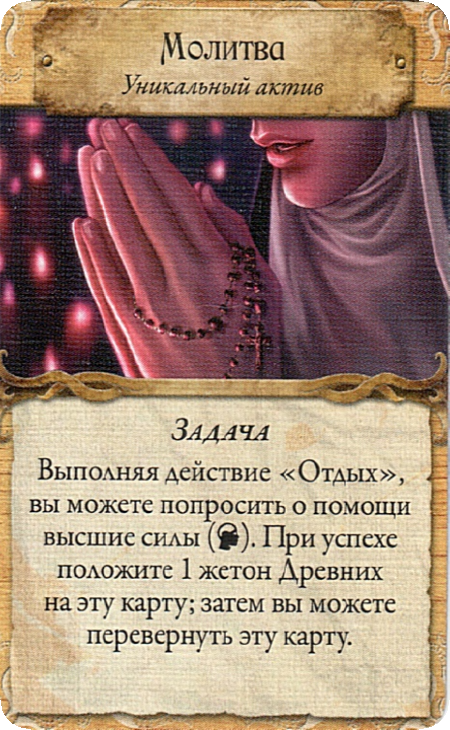 Молитва
Уникальный актив
Задача
Выполняя действие «Отдых»,
вы можете попросить о помощи
высшие силы (). При успехе
положите 1 жетон Древних
на эту карту; затем вы можете
перевернуть эту карту.